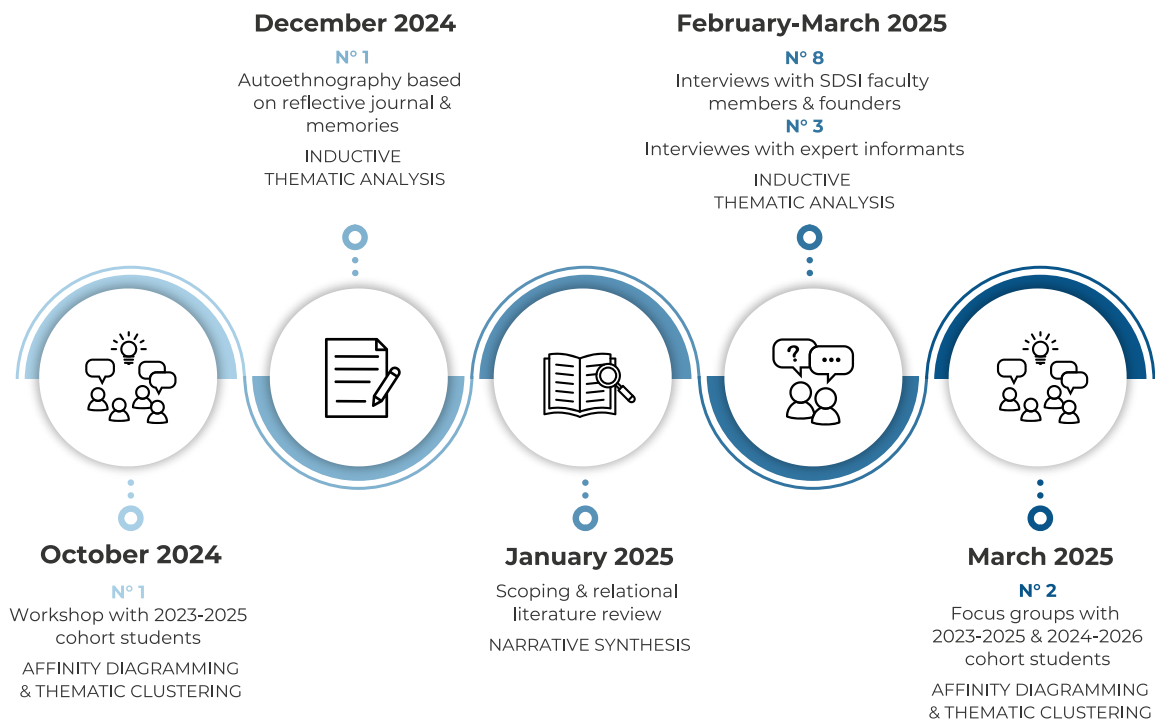 December 2024
N° 1
Autoethnography based
on reflective journal &
memories
INDUCTIVE
THEMATIC ANALYSIS
February-March 2025
N° 8
Interviews with SDSI faculty
members & founders
N° 3
Interviewes with expert informants
INDUCTIVE
THEMATIC ANALYSIS
?
...
October 2024
N° 1
Workshop with 2023-2025
cohort students
AFFINITY DIAGRAMMING
& THEMATIC CLUSTERING
January 2025
Scoping & relational
literature review
NARRATIVE SYNTHESIS
March 2025
N° 2
Focus groups with
2023-2025 & 2024-2026
cohort students
AFFINITY DIAGRAMMING
& THEMATIC CLUSTERING